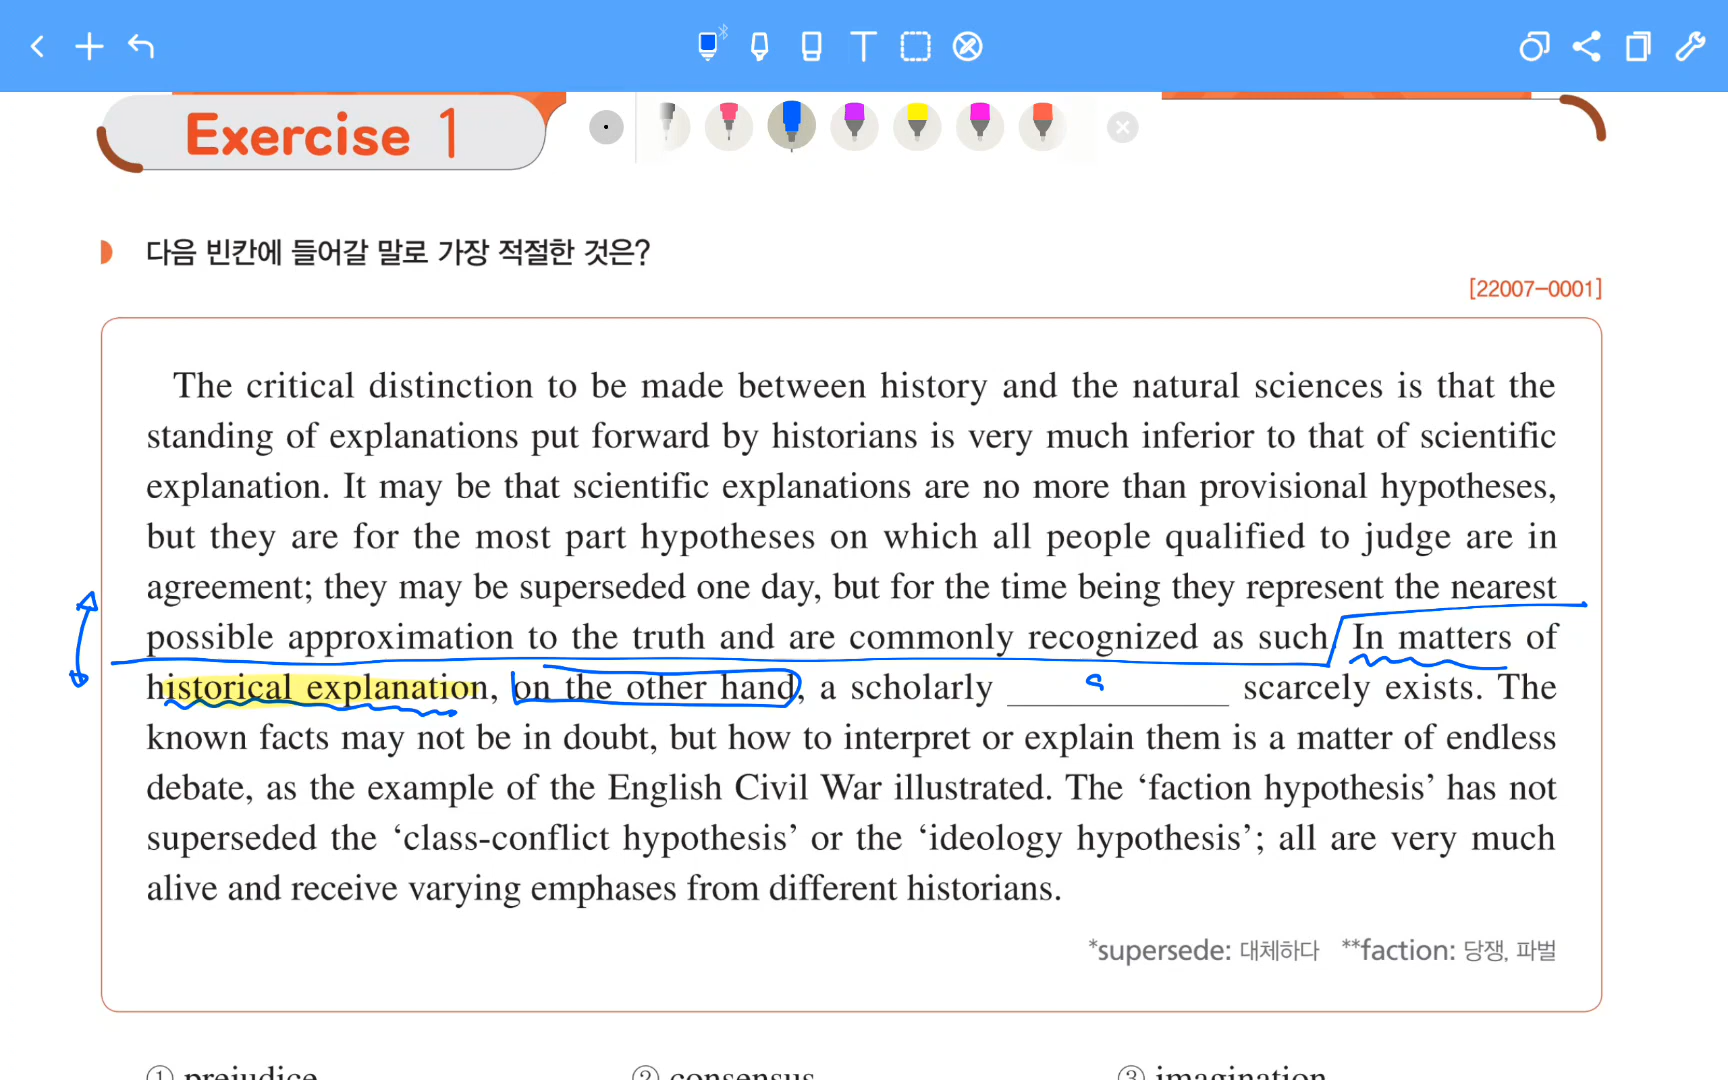 Exercise 1
다음 빈칸에 들어갈 말로 가장 적절한 것은?
[22007-0001]
The critical distinction to be made between history and the natural sciences is that the
standing of explanations put forward by historians is very much inferior to that of scientific
explanation. It may be that scientific explanations are no more than provisional hypotheses,
but they are for the most part hypotheses on which all people qualified to judge are in
agreement; they may be superseded one day, but for the time being they represent the nearest
possible approximation to the truth and are commonly recognized as such. In matters of
historical explanation, on the other hand, a scholarly ____________ scarcely exists. The
known facts may not be in doubt, but how to interpret or explain them is a matter of endless
debate, as the example of the English Civil War illustrated. The ‘faction hypothesis’ has not
superseded the ‘class-conflict hypothesis’ or the ‘ideology hypothesis’; all are very much
alive and receive varying emphases from different historians.
*supersede: 대체하다 **faction: 당쟁, 파벌
① prejudice ② consensus ③ imagination